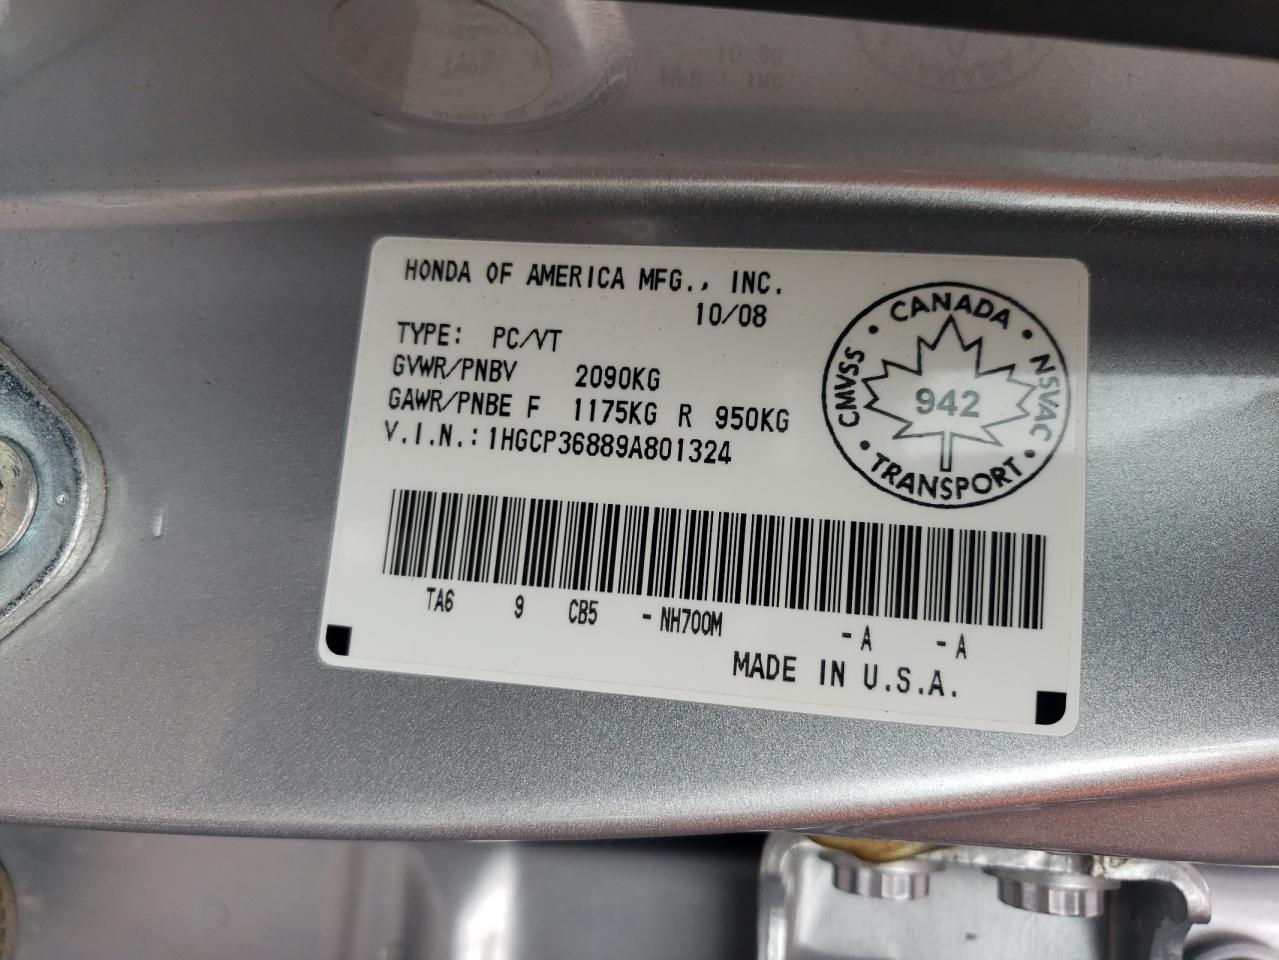 HONDA OF AMERICA MFG., INC.
10/08
TYPE: PC/VT
GVWR/PNBV 2090KG
GAWR/PNBE F 1175KG R 950KG
V.I.N.: 1HGCP36889A801324
CANADA
CMVSS
NSVAC
942
TRANSPORT
TA6 9 CB5 -NH700M -A -A
MADE IN U.S.A.